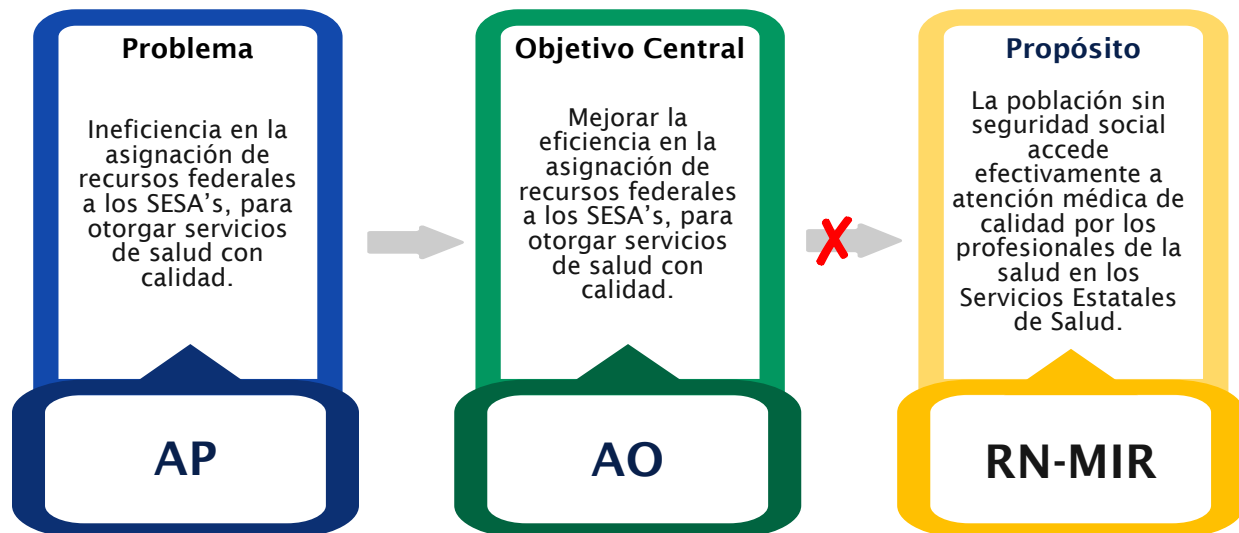 Problema
Ineficiencia en la
asignación de
recursos federales
a los SESA's, para
otorgar servicios
de salud con
calidad.
AP
Objetivo Central
Mejorar la
eficiencia en la
asignación de
recursos federales
a los SESA's, para
otorgar servicios
de salud con
calidad.
AO
Propósito
La población sin
seguridad social
accede
efectivamente a
atención médica de
calidad por los
profesionales de la
salud en los
Servicios Estatales
de Salud.
RN-MIR